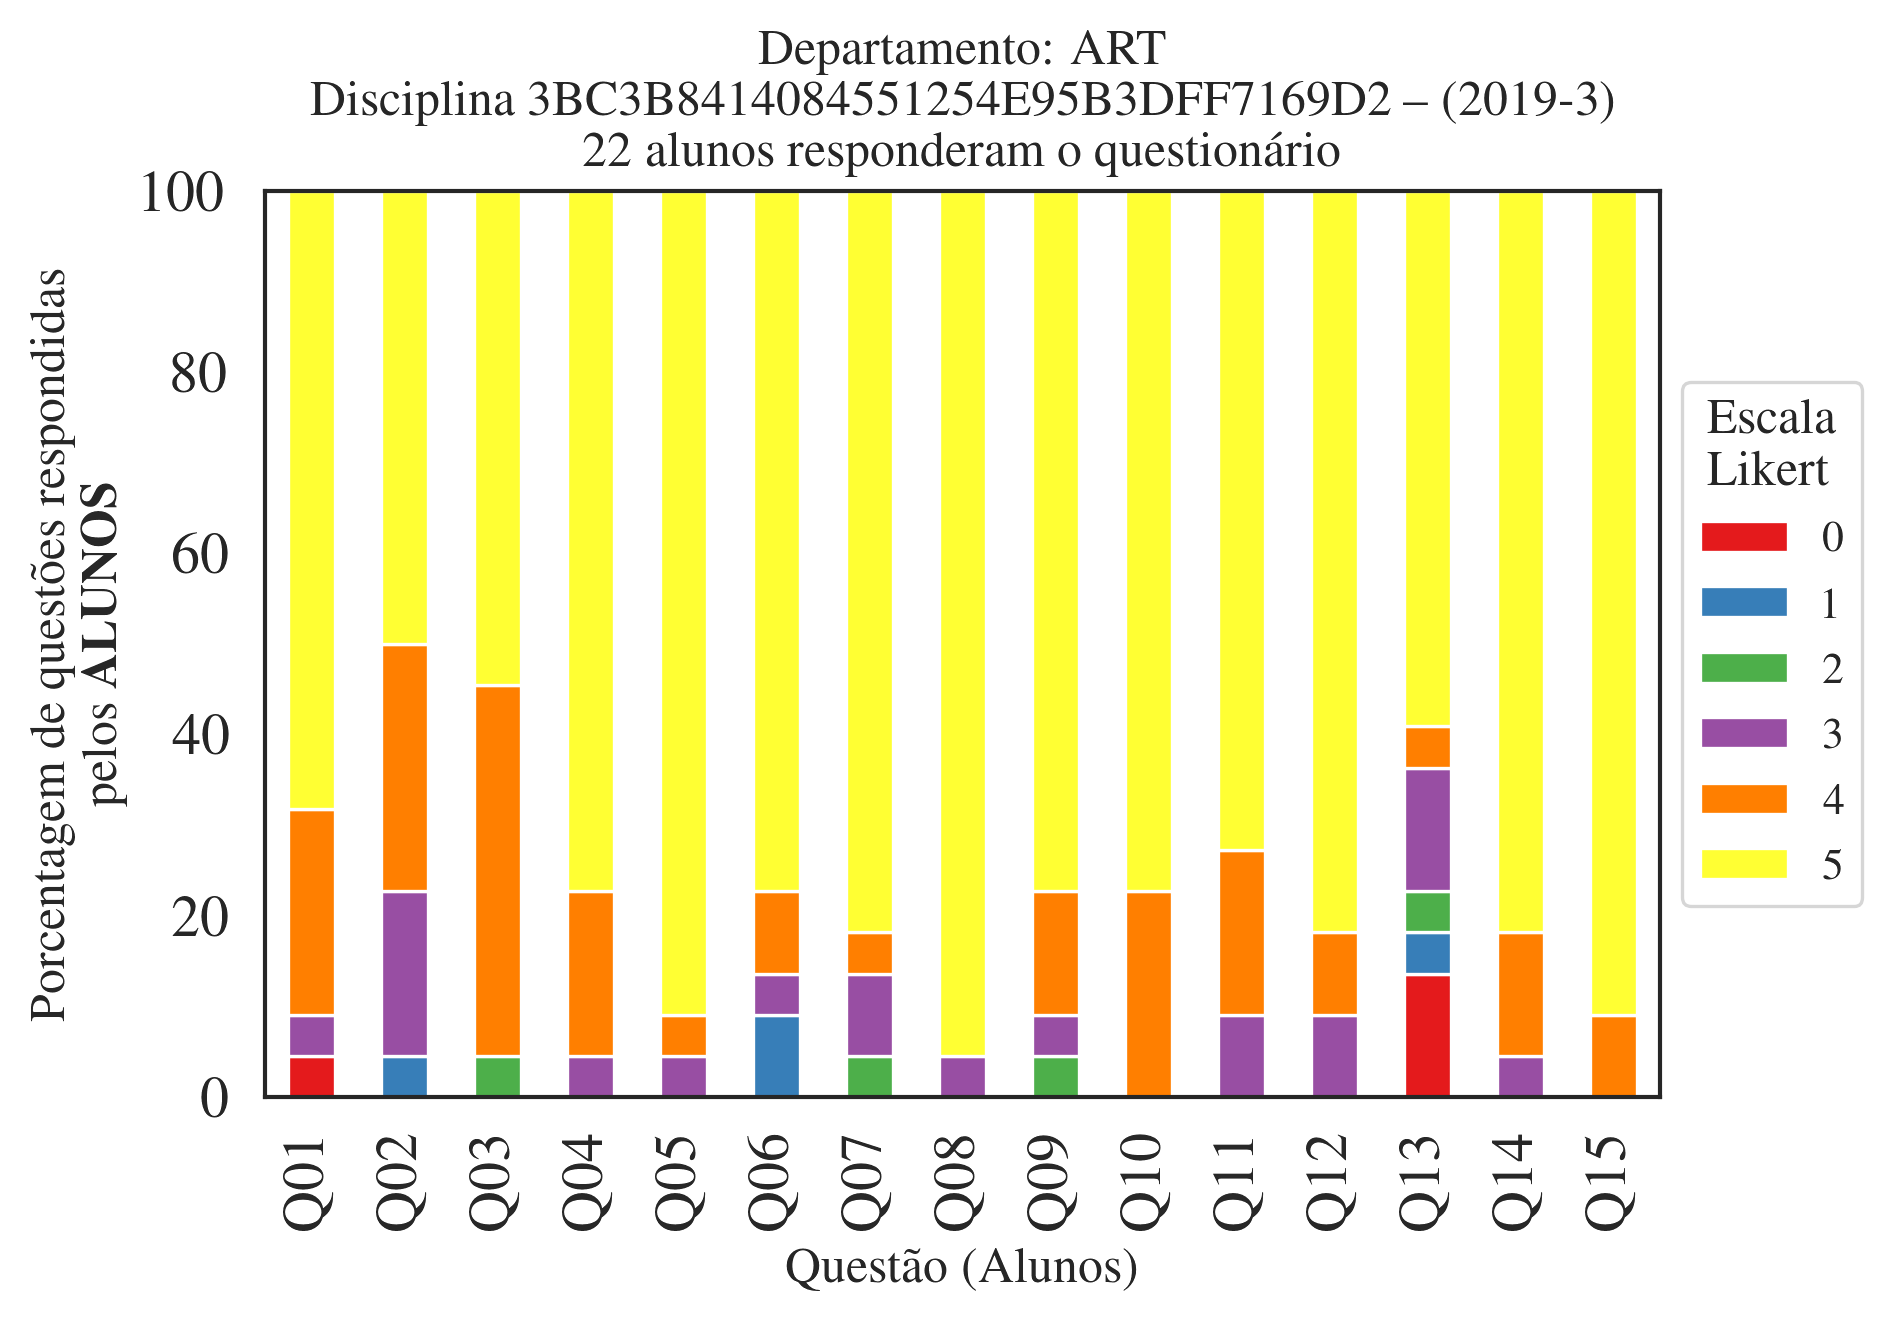 Departamento: ART
Disciplina 3BC3B8414084551254E95B3DFF7169D2 – (2019-3)
22 alunos responderam o questionário
100
80
60
40
20
0
Porcentagem de questões respondidas
pelos ALUNOS
Q01
Q02
Q03
Q04
Q05
Q06
Q07
Q08
Q09
Q10
Q11
Q12
Q13
Q14
Q15
Questão (Alunos)
Escala
Likert
0
1
2
3
4
5